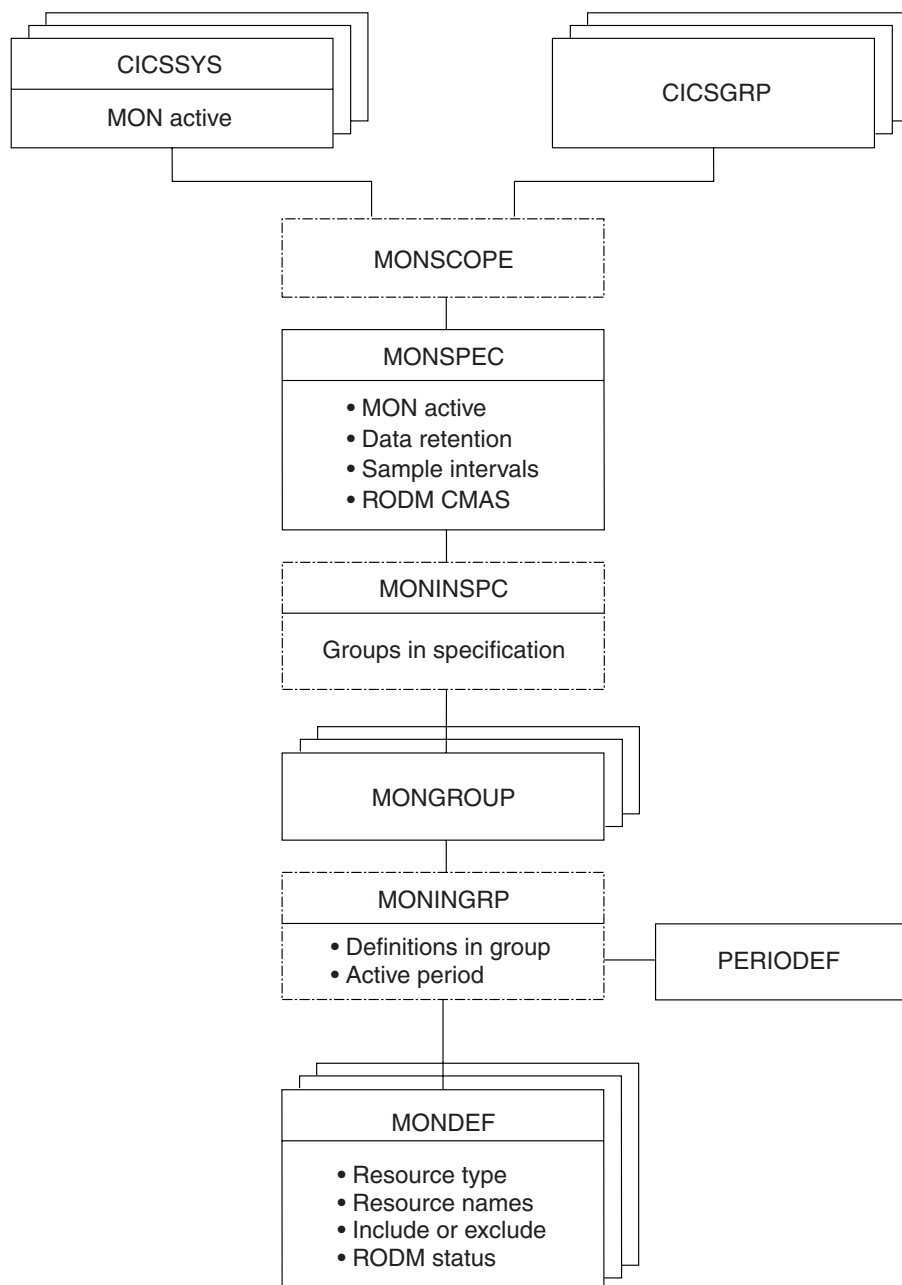 CICSSYS
MON active
CICSGRP
MONSCOPE
MONSPEC
• MON active
• Data retention
• Sample intervals
• RODM CMAS
MONINSPC
Groups in specification
MONGROUP
MONINGRP
• Definitions in group
• Active period
PERIODEF
MONDEF
• Resource type
• Resource names
• Include or exclude
• RODM status